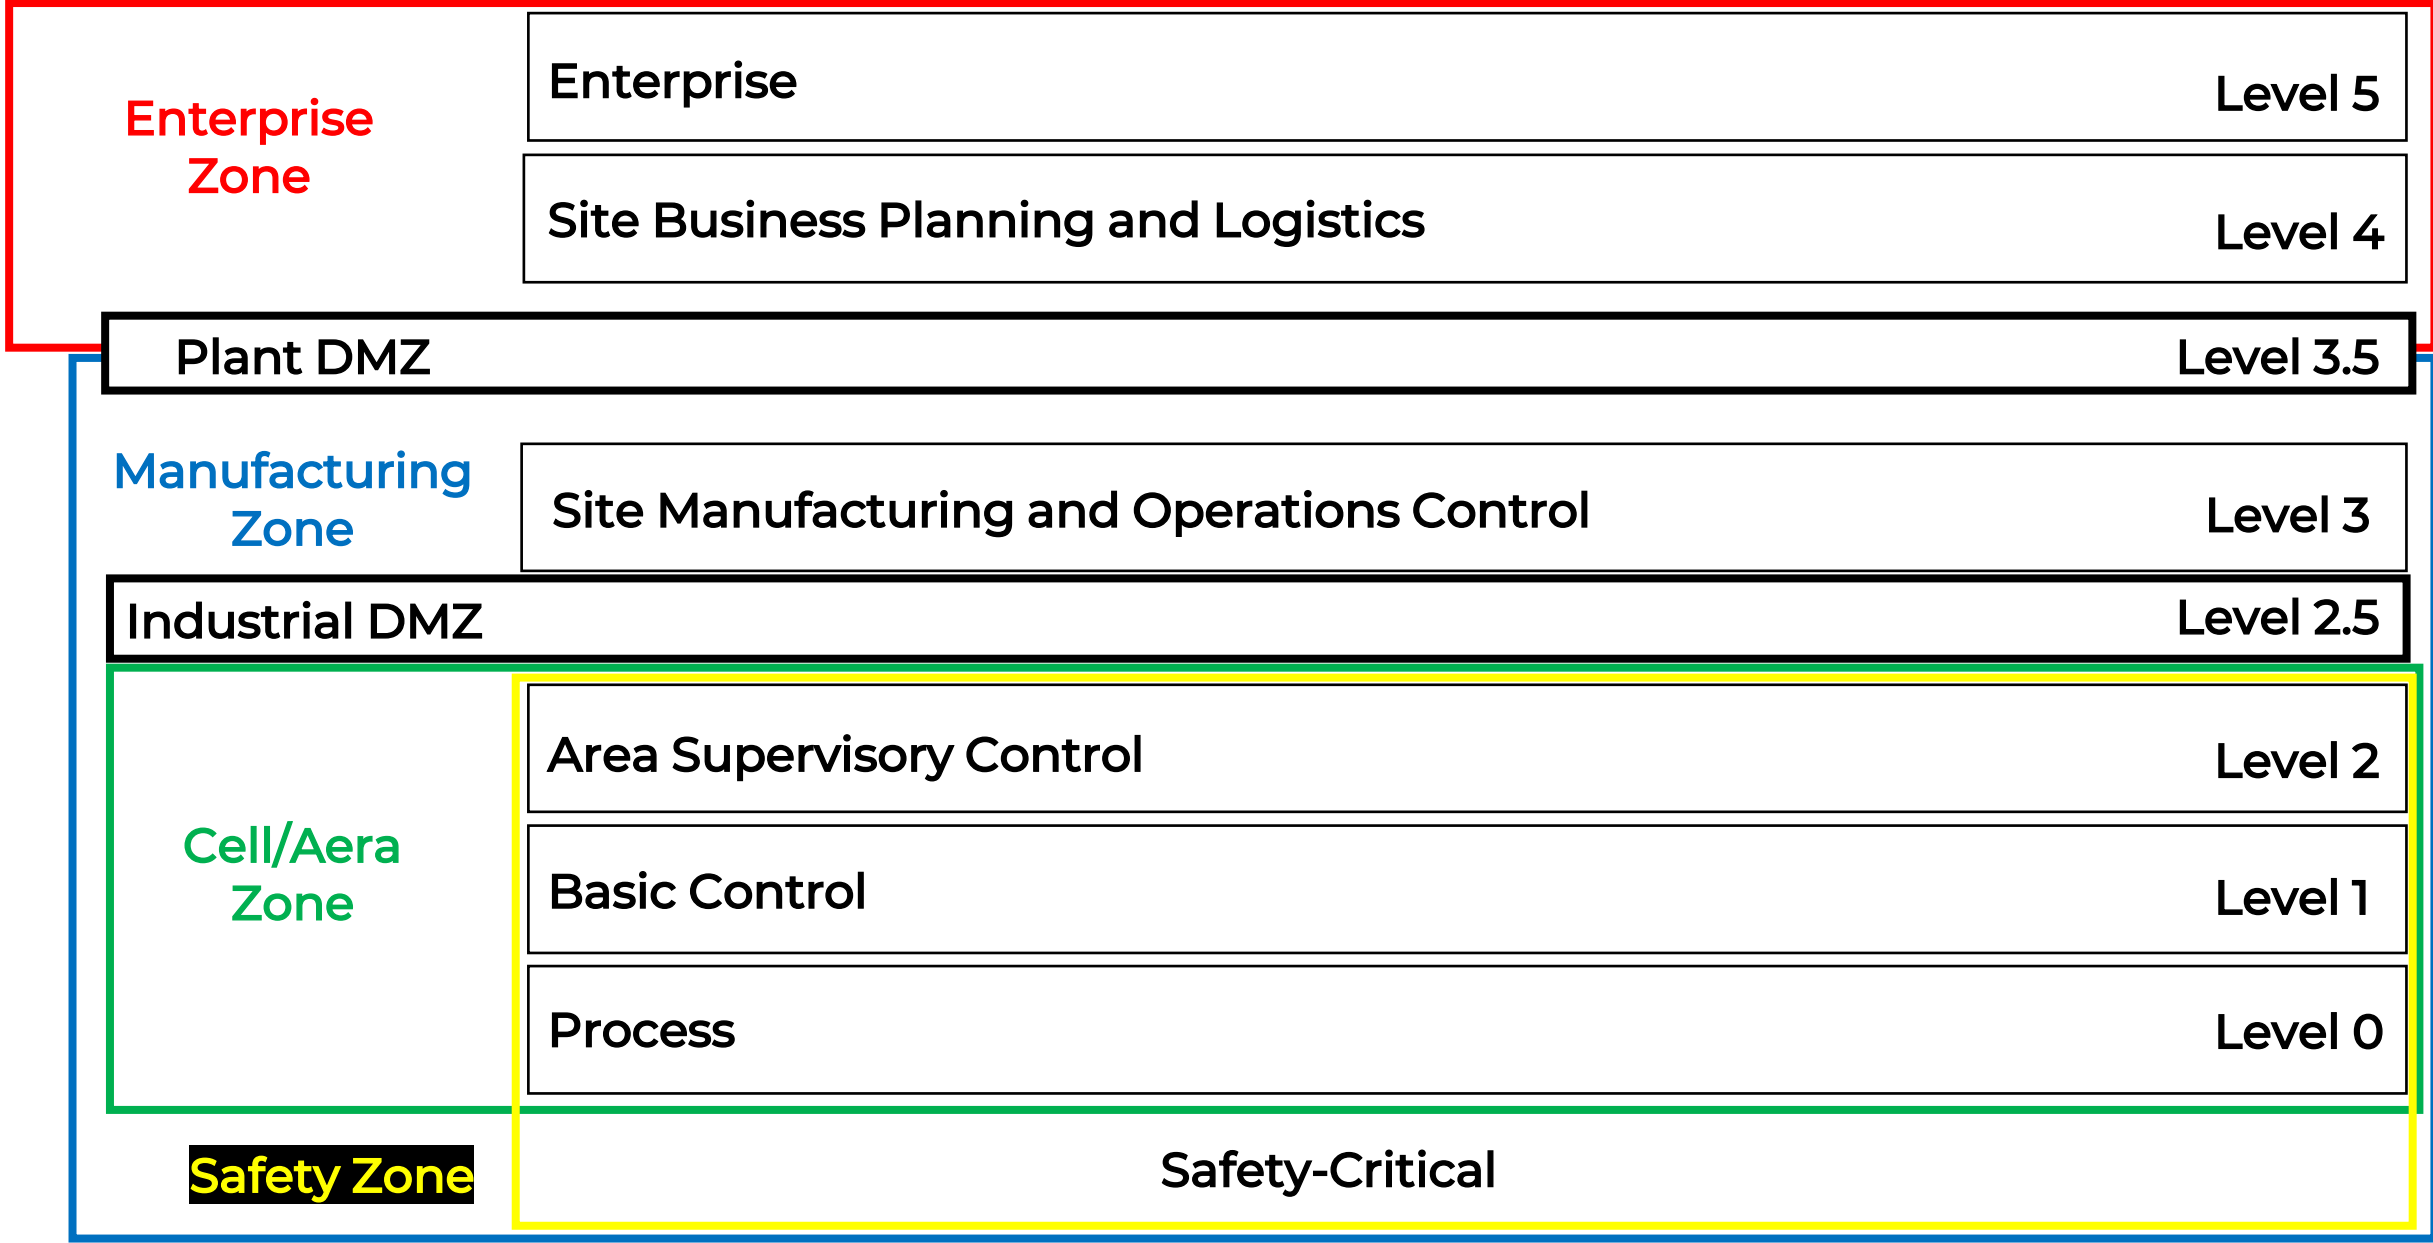 Enterprise
Zone
Enterprise
Level 5
Site Business Planning and Logistics
Level 4
Plant DMZ
Level 3.5
Manufacturing
Zone
Site Manufacturing and Operations Control
Level 3
Industrial DMZ
Level 2.5
Cell/Aera
Zone
Area Supervisory Control
Level 2
Basic Control
Level 1
Process
Level 0
Safety Zone
Safety-Critical